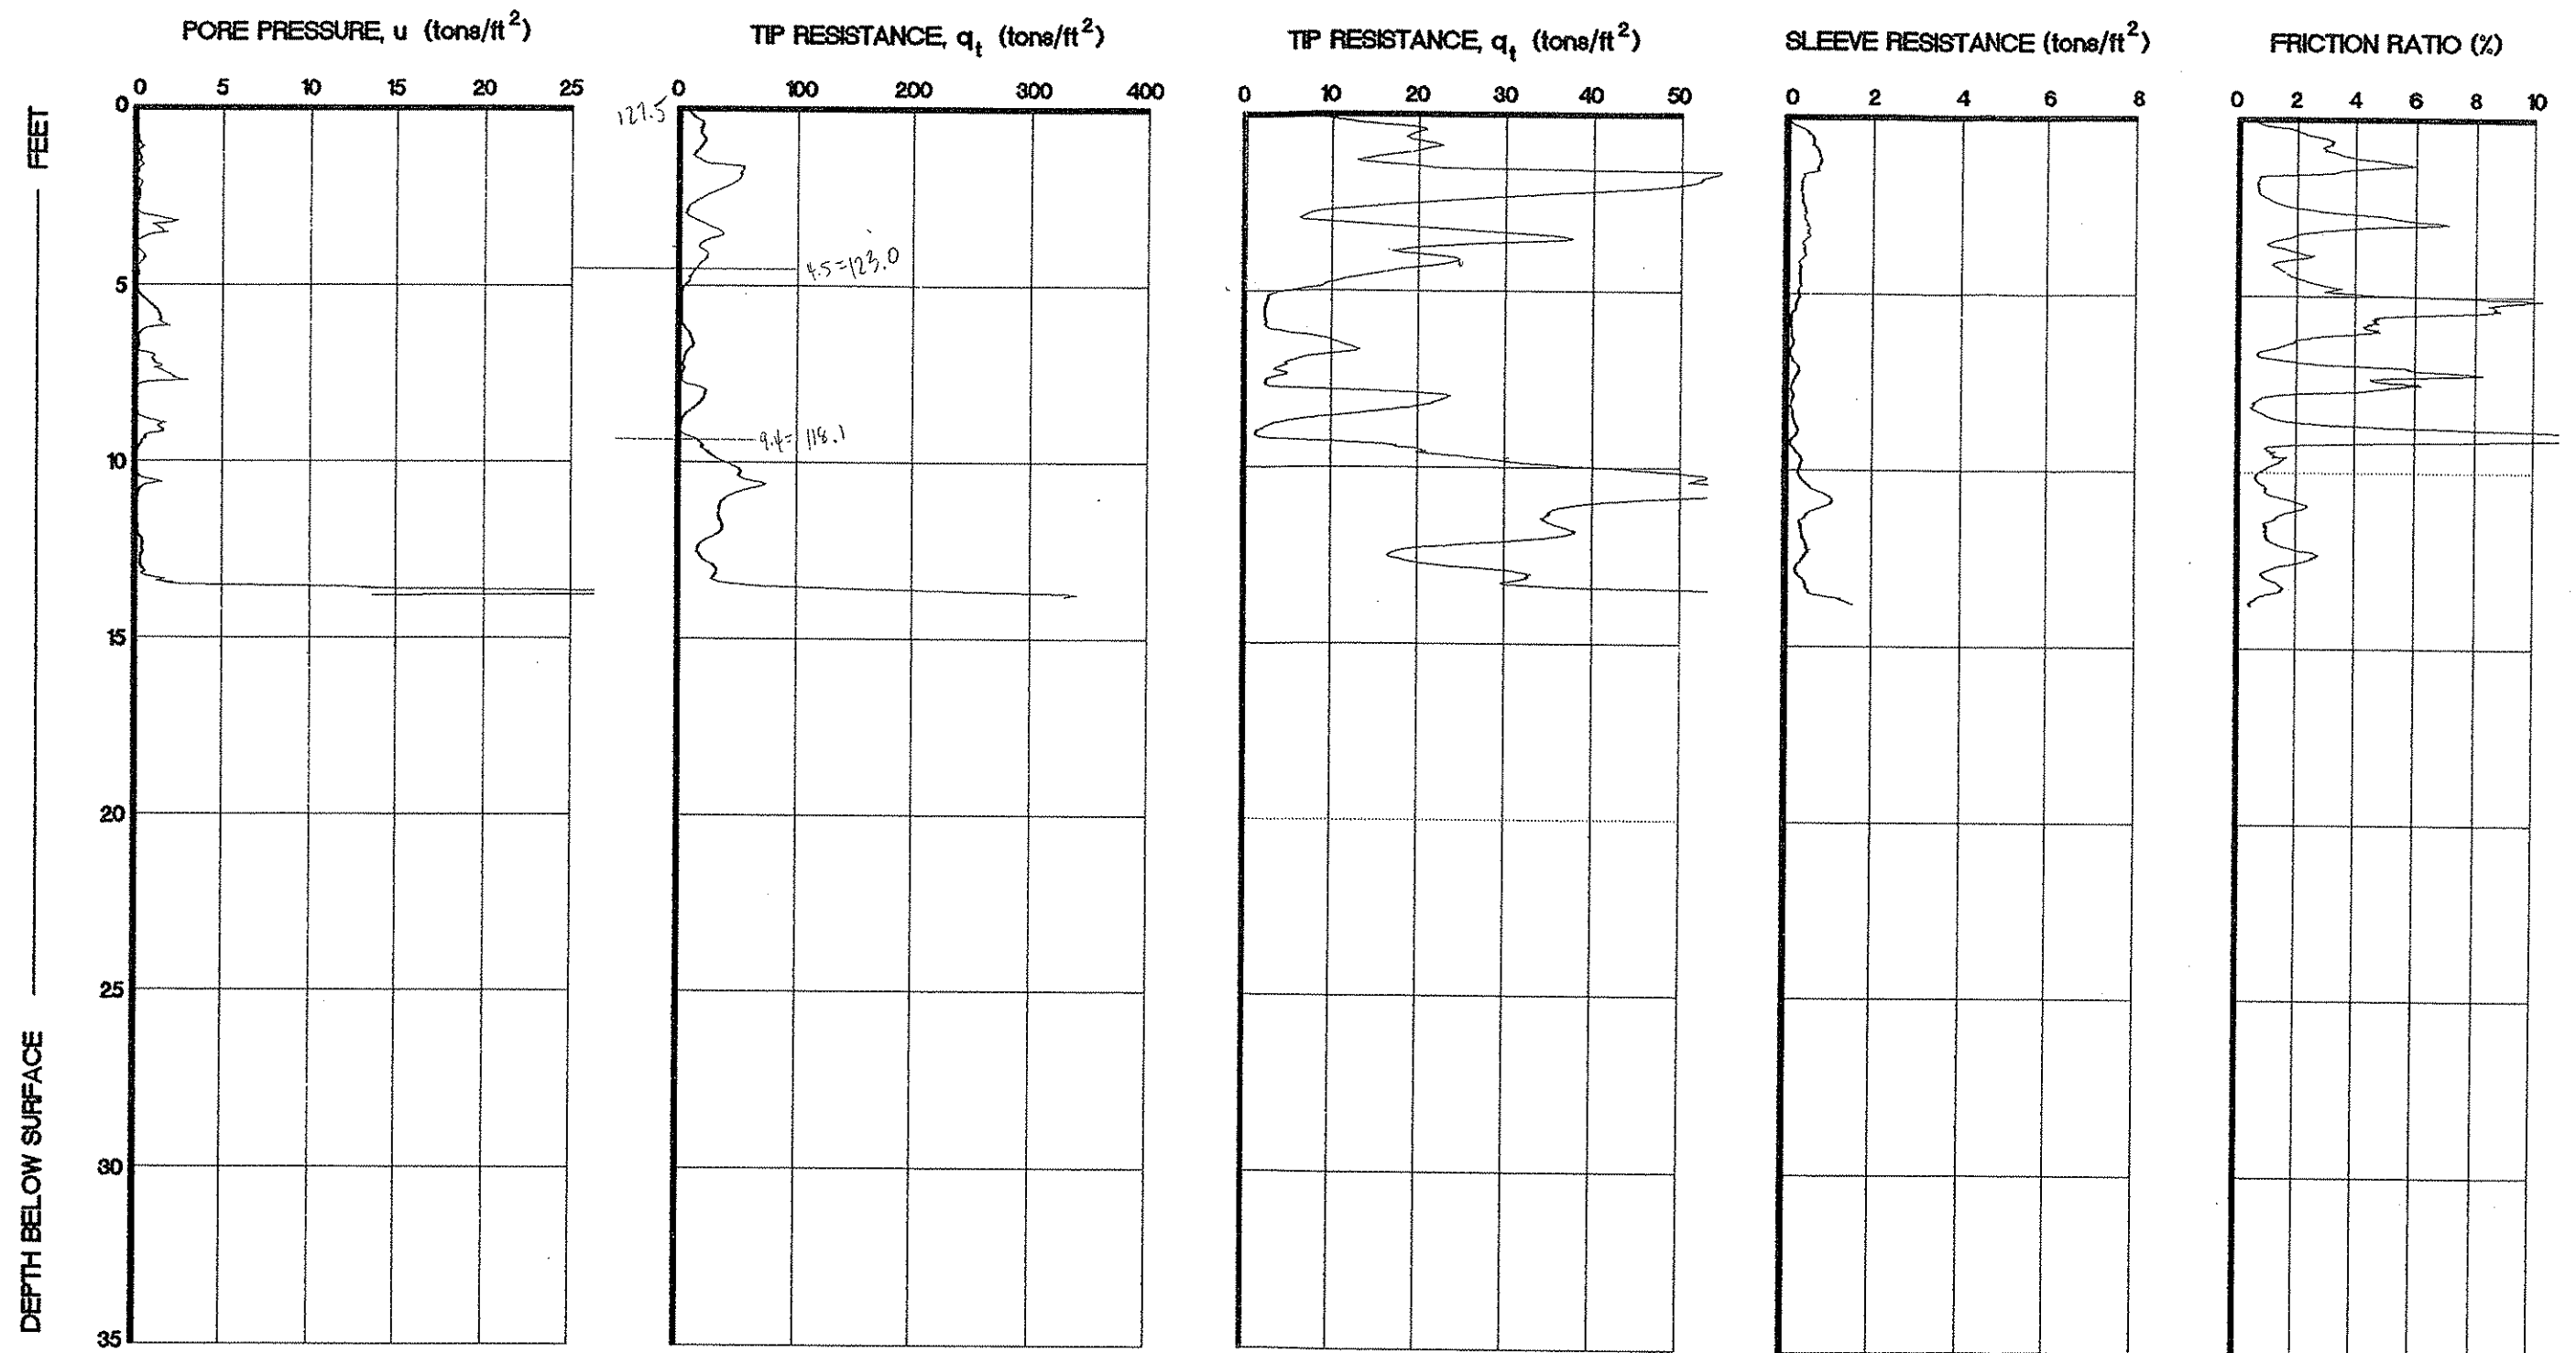 PORE PRESSURE, u (tons/ft²)
TIP RESISTANCE, qt (tons/ft²)
TIP RESISTANCE, qt (tons/ft²)
SLEEVE RESISTANCE (tons/ft²)
FRICTION RATIO (%)
0 5 10 15 20 25
0 100 200 300 400
0 10 20 30 40 50
0 2 4 6 8
0 2 4 6 8 10
127.5
4.5=123.0
9.4=118.1
0
5
10
15
20
25
30
35
DEPTH BELOW SURFACE FEET